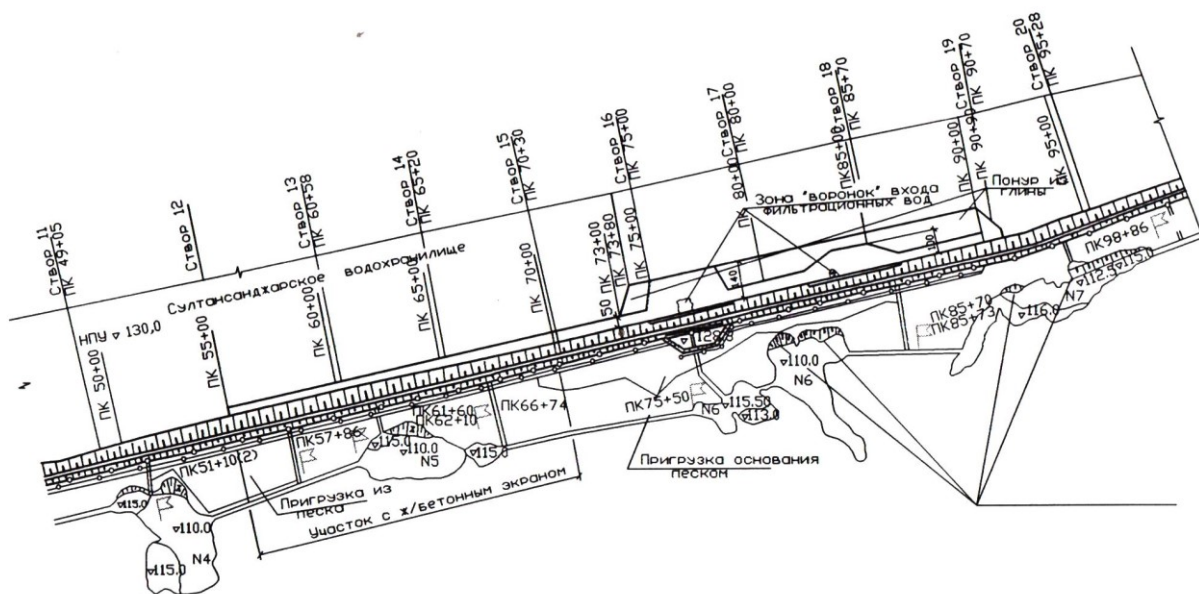 Створ 11
ПК 49+05
Створ 12
Створ 13
ПК 60+58
Створ 14
ПК 65+20
Створ 15
ПК 70+30
Створ 16
ПК 75+00
Створ 17
ПК 80+00
Створ 18
ПК 85+70
Створ 19
ПК 90+70
Створ 20
ПК 95+28
Султансанджарское водохранилище
НПУ ▿ 130,0
ПК 50+00
ПК 55+00
ПК 60+00
ПК 65+00
ПК 70+00
ПК 73+00
ПК 73+80
ПК 75+00
80+00
ПК85+00
ПК 90+00
ПК 90+90
ПК 95+00
Зона "воронок" входа
фильтрационных вод
Понур из
глины
ПК51+10(2)
ПК57+86
ПК61+60
ПК62+10
ПК66+74
ПК75+50
ПК85+70
ПК85+73
ПК98+86
▿115.0
▿110.0
N4
▿115.0
▿115.0
▿110.0
N5
▿115.0
N6
▿115.50
▿113.0
▿110.0
N6
▿116.0
N7
▿112.5
▿115.0
Пригрузка из
песка
Участок с ж/бетонным экраном
Пригрузка основания
песком